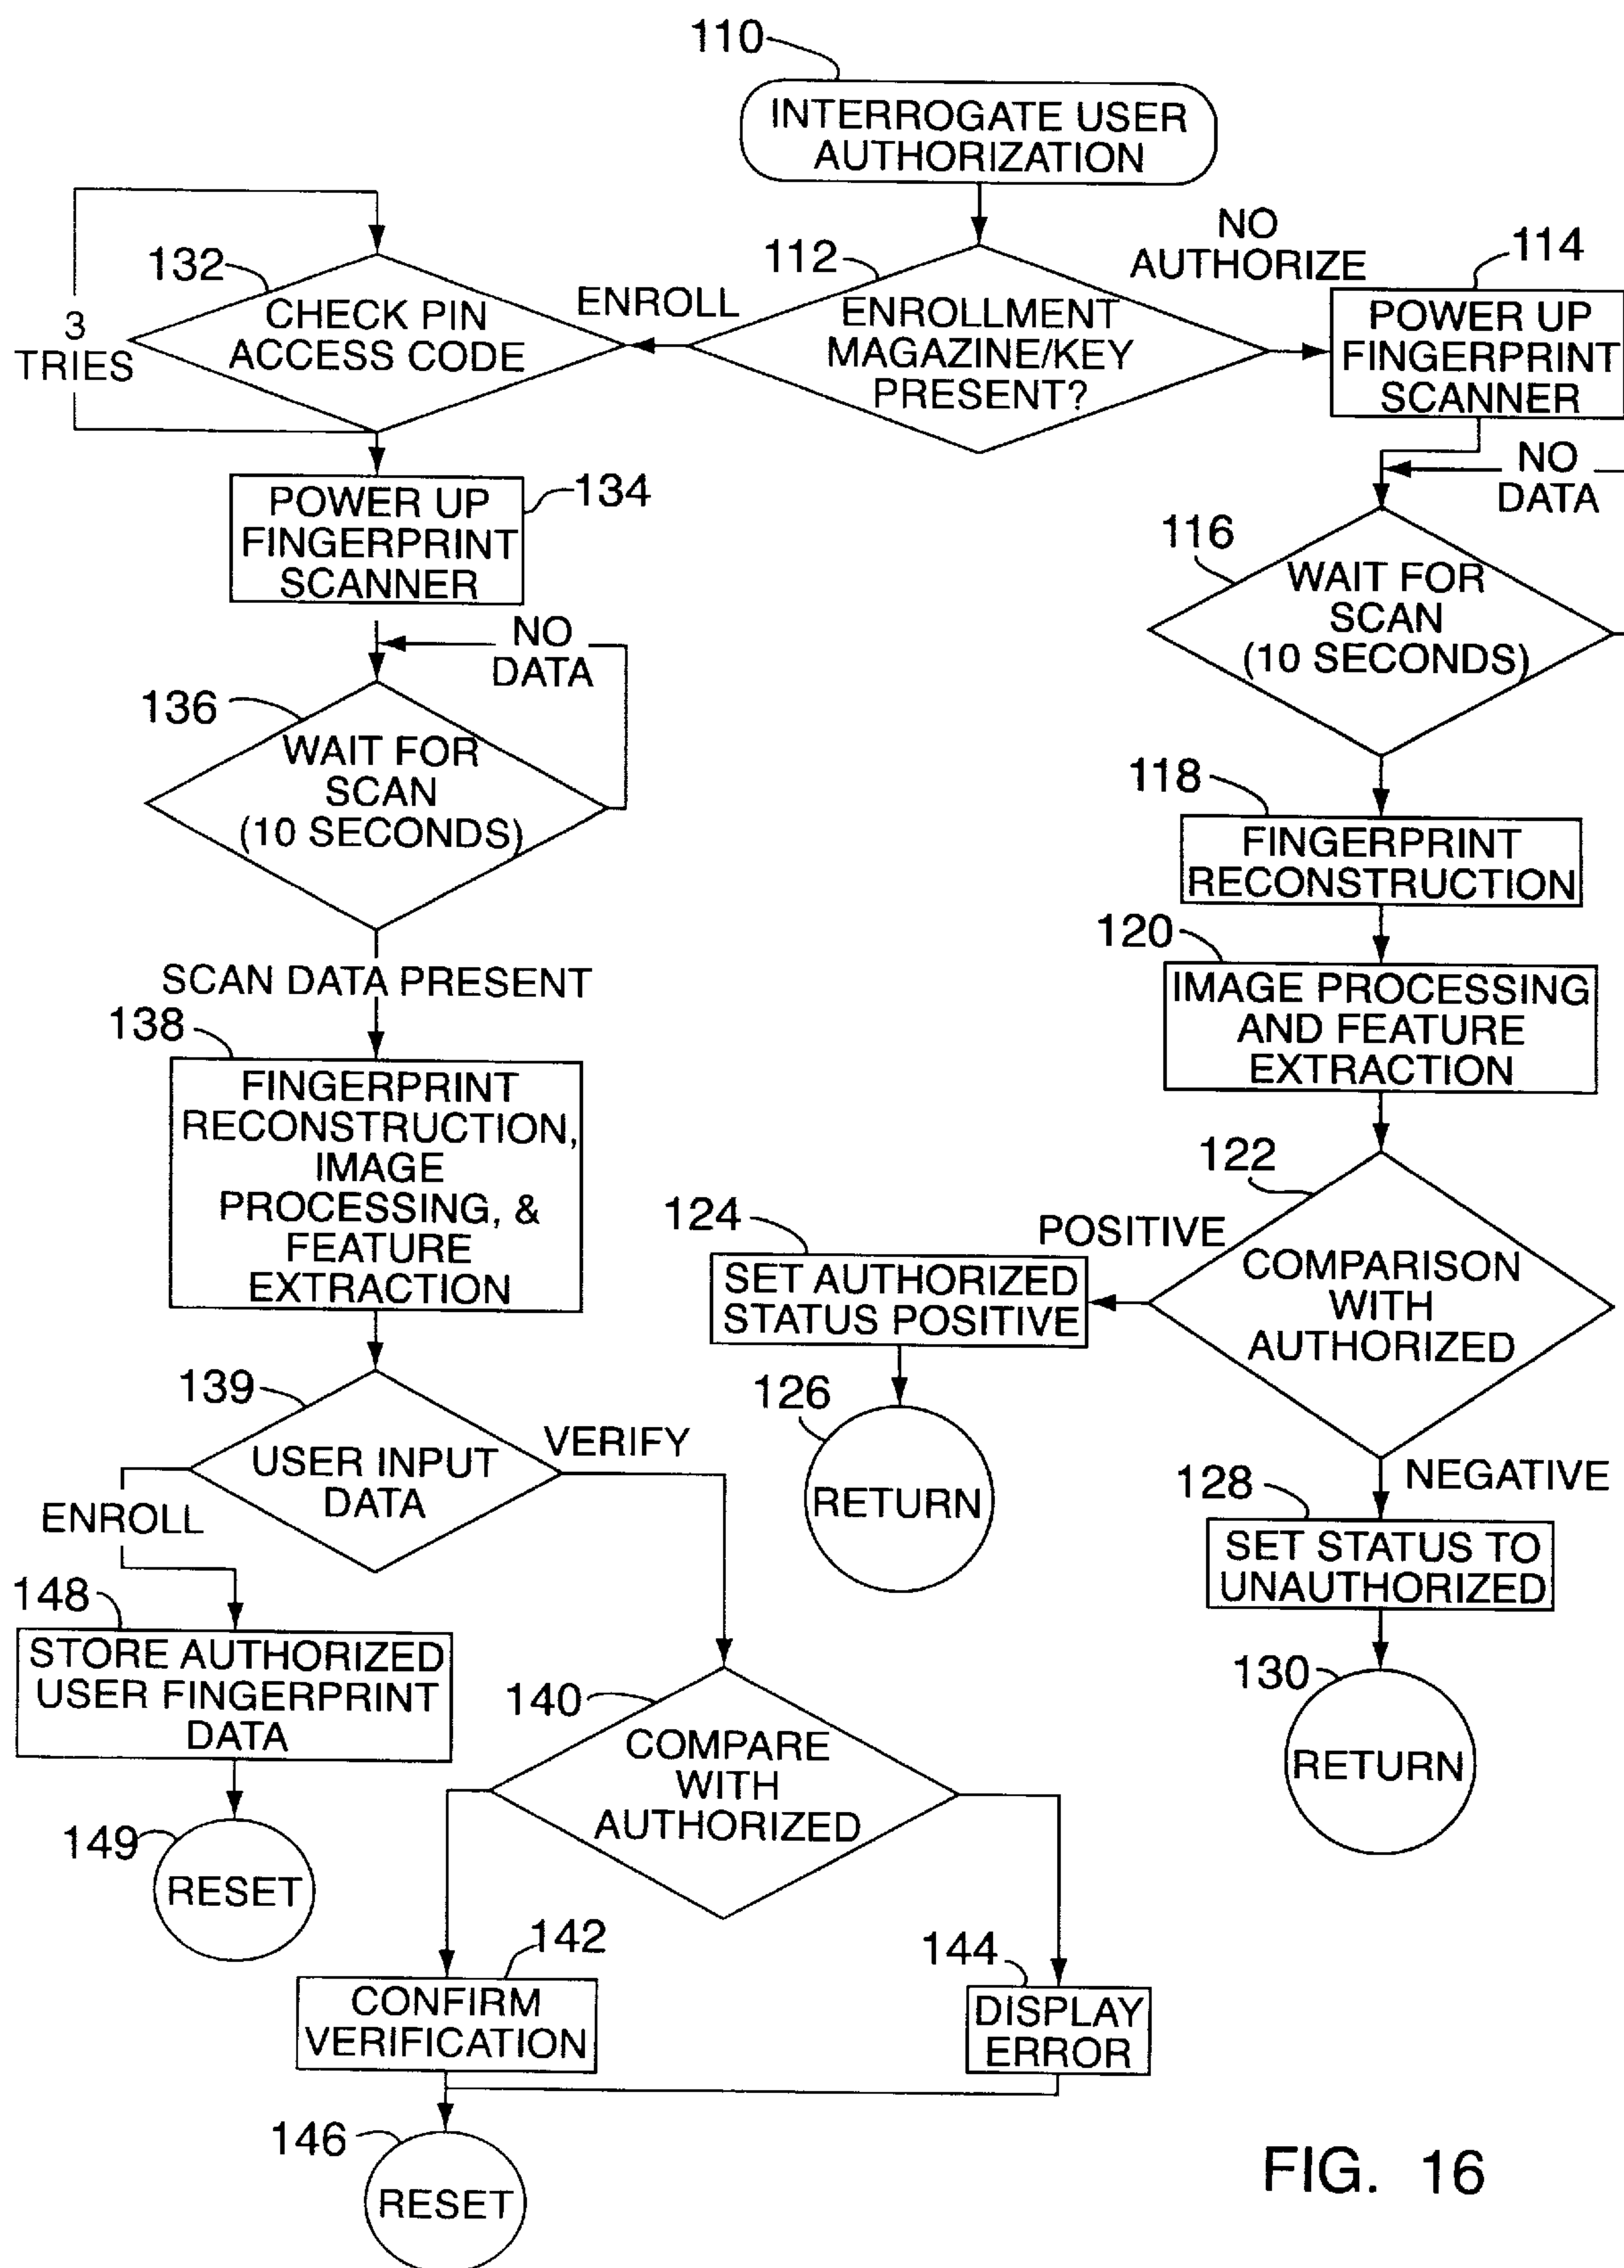 110
INTERROGATE USER
AUTHORIZATION
112
ENROLLMENT
MAGAZINE/KEY
PRESENT?
NO
AUTHORIZE
114
POWER UP
FINGERPRINT
SCANNER
NO
DATA
116
WAIT FOR
SCAN
(10 SECONDS)
118
FINGERPRINT
RECONSTRUCTION
120
IMAGE PROCESSING
AND FEATURE
EXTRACTION
122
COMPARISON
WITH
AUTHORIZED
POSITIVE
124
SET AUTHORIZED
STATUS POSITIVE
126
RETURN
NEGATIVE
128
SET STATUS TO
UNAUTHORIZED
130
RETURN
ENROLL
132
CHECK PIN
ACCESS CODE
3
TRIES
134
POWER UP
FINGERPRINT
SCANNER
NO
DATA
136
WAIT FOR
SCAN
(10 SECONDS)
SCAN DATA PRESENT
138
FINGERPRINT
RECONSTRUCTION,
IMAGE
PROCESSING, &
FEATURE
EXTRACTION
139
USER INPUT
DATA
VERIFY
ENROLL
148
STORE AUTHORIZED
USER FINGERPRINT
DATA
149
RESET
140
COMPARE
WITH
AUTHORIZED
142
CONFIRM
VERIFICATION
144
DISPLAY
ERROR
146
RESET
FIG. 16